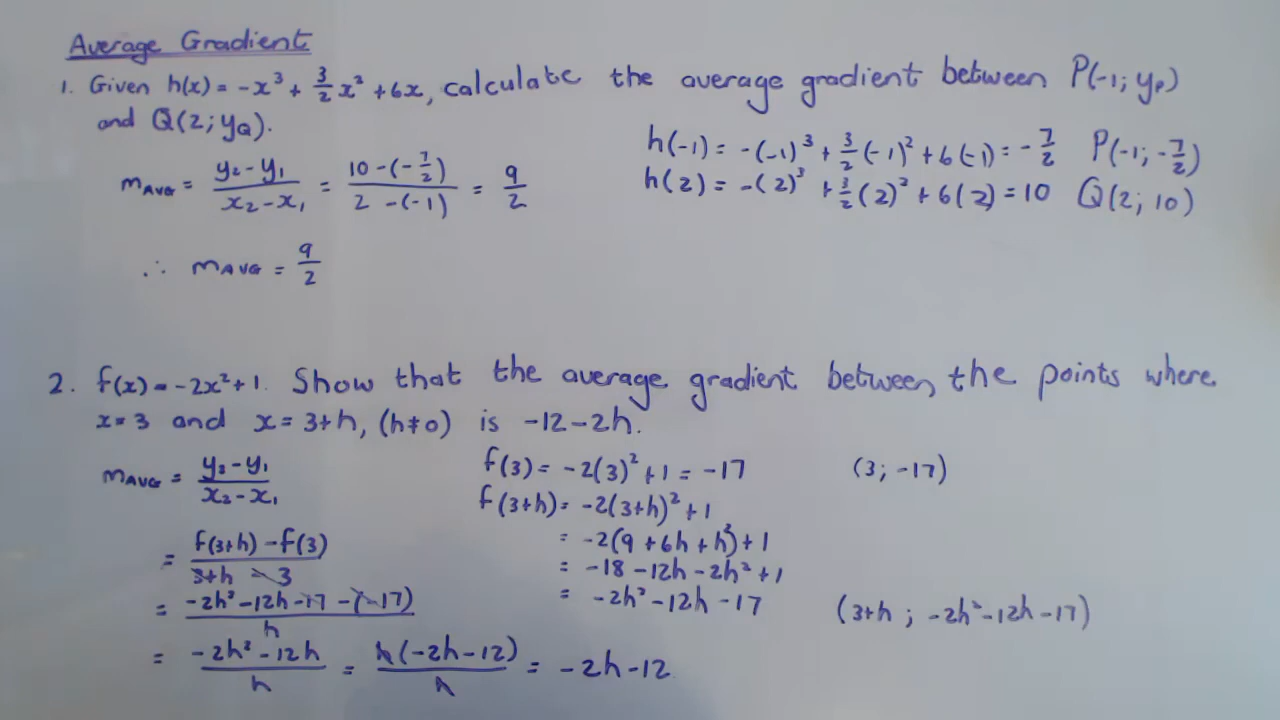 Average Gradient
1. Given h(x) = -x³ + 3/2 x² + 6x, calculate the average gradient between P(-1; yₚ)
and Q(2; y_Q).
h(-1) = -(-1)³ + 3/2(-1)² + 6(-1) = -7/2 P(-1; -7/2)
h(2) = -(2)³ + 3/2(2)² + 6(2) = 10 Q(2; 10)
m_AVG = (y₂ - y₁)/(x₂ - x₁) = (10 - (-7/2))/(2 - (-1)) = 9/2
∴ m_AVG = 9/2
2. f(x) = -2x² + 1. Show that the average gradient between the points where
x = 3 and x = 3+h, (h≠0) is -12 - 2h.
m_AVG = (y₂ - y₁)/(x₂ - x₁)
= (f(3+h) - f(3))/(3+h - 3)
= (-2h² - 12h - 17 - (-17))/h
= (-2h² - 12h)/h = h(-2h - 12)/h = -2h - 12
f(3) = -2(3)² + 1 = -17 (3; -17)
f(3+h) = -2(3+h)² + 1
= -2(9 + 6h + h²) + 1
= -18 - 12h - 2h² + 1
= -2h² - 12h - 17 (3+h ; -2h² - 12h - 17)